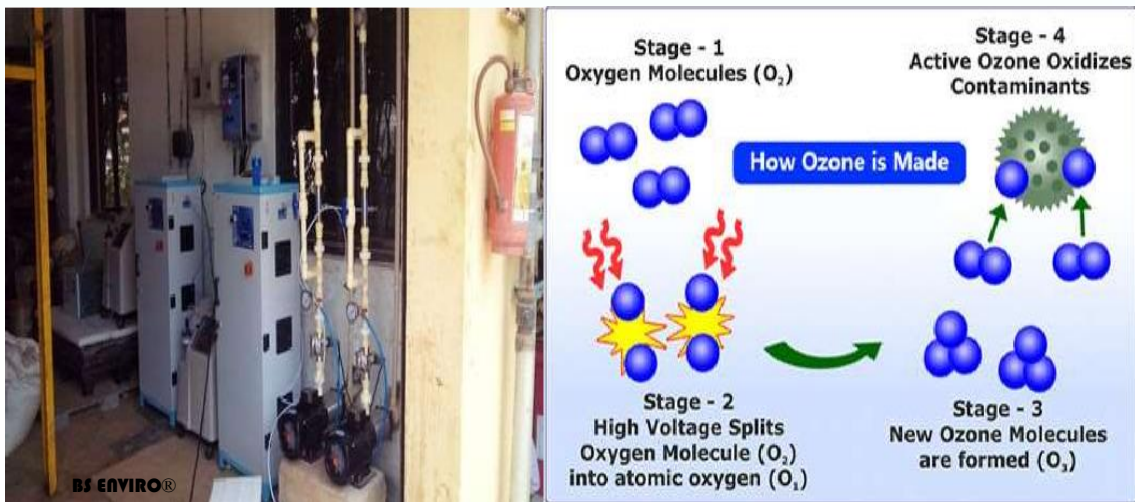 BS ENVIRO®
Stage - 1
Oxygen Molecules (O₂)
Stage - 4
Active Ozone Oxidizes
Contaminants
How Ozone is Made
Stage - 2
High Voltage Splits
Oxygen Molecule (O₂)
into atomic oxygen (O₁)
Stage - 3
New Ozone Molecules
are formed (O₃)